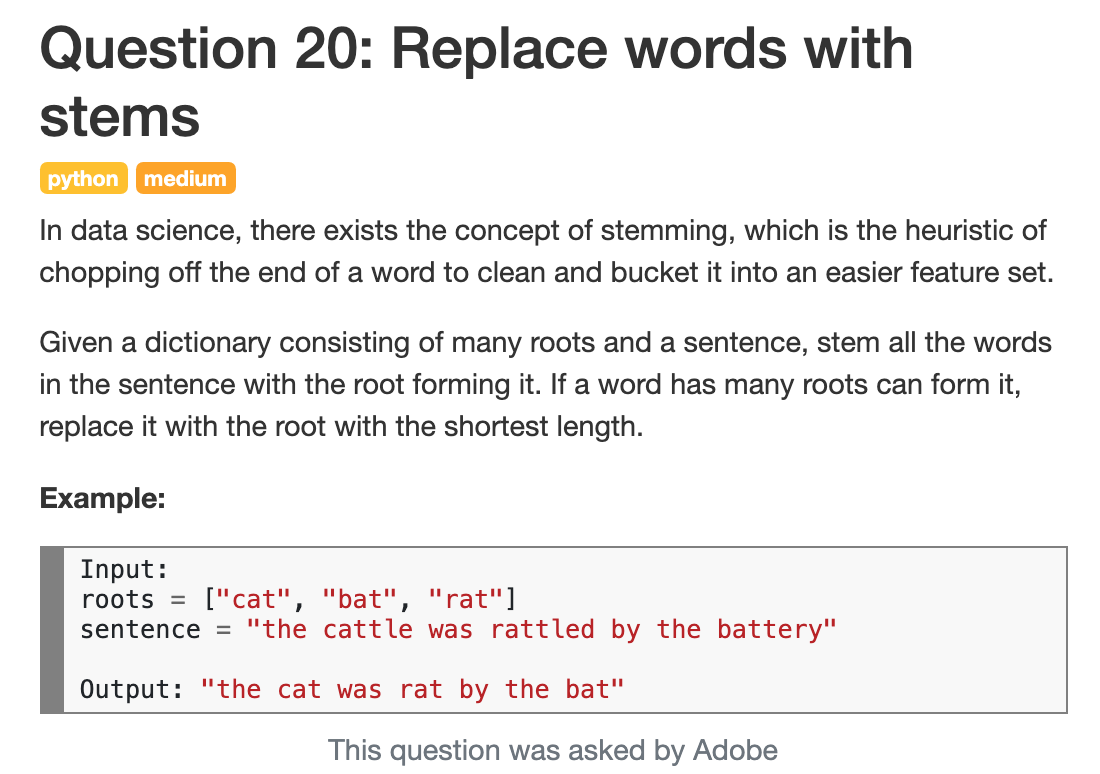 Question 20: Replace words with
stems
python medium
In data science, there exists the concept of stemming, which is the heuristic of
chopping off the end of a word to clean and bucket it into an easier feature set.
Given a dictionary consisting of many roots and a sentence, stem all the words
in the sentence with the root forming it. If a word has many roots can form it,
replace it with the root with the shortest length.
Example:
Input:
roots = ["cat", "bat", "rat"]
sentence = "the cattle was rattled by the battery"
Output: "the cat was rat by the bat"
This question was asked by Adobe